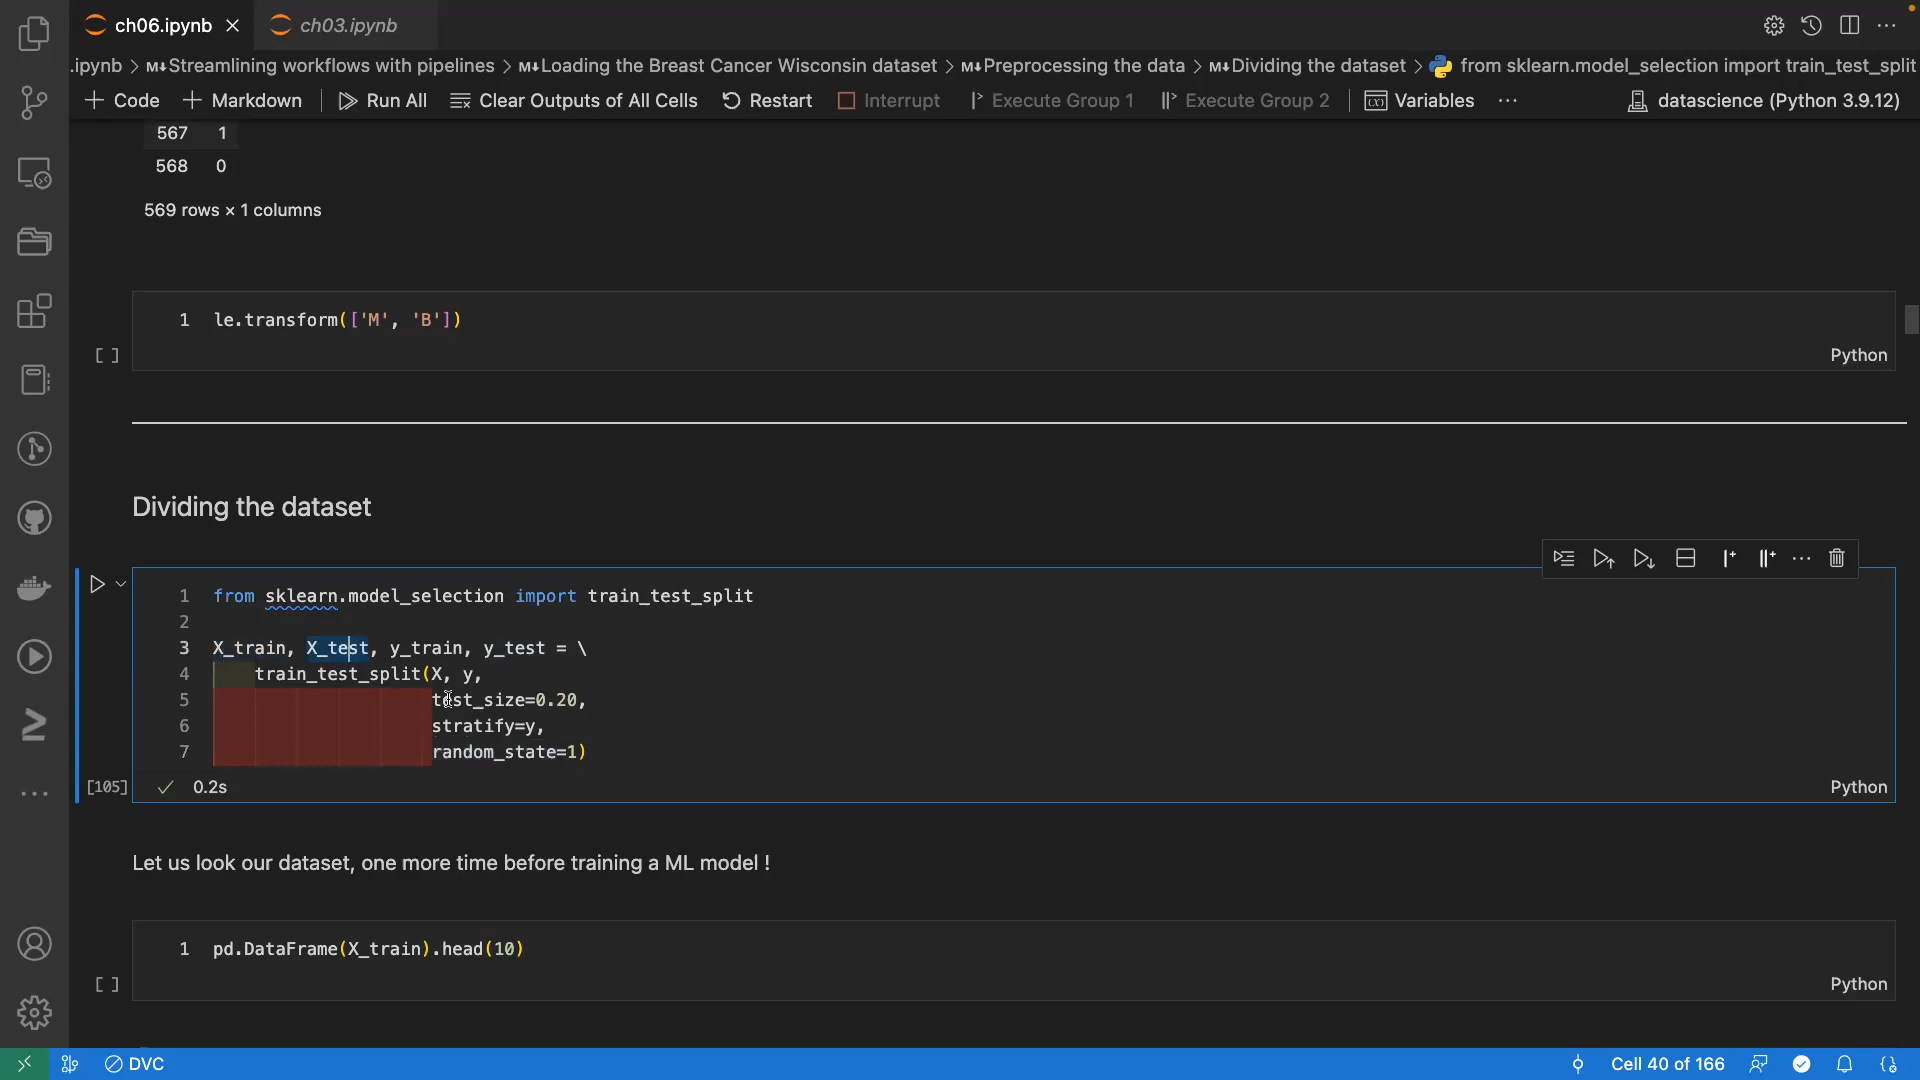 ch06.ipynb
ch03.ipynb
.ipynb > M↓Streamlining workflows with pipelines > M↓Loading the Breast Cancer Wisconsin dataset > M↓Preprocessing the data > M↓Dividing the dataset > from sklearn.model_selection import train_test_split
+ Code + Markdown Run All Clear Outputs of All Cells Restart Interrupt Execute Group 1 Execute Group 2 Variables ··· datascience (Python 3.9.12)
567 1
568 0
569 rows × 1 columns
1 le.transform(['M', 'B'])
[ ]
Python
Dividing the dataset
1 from sklearn.model_selection import train_test_split
2
3 X_train, X_test, y_train, y_test = \
4 train_test_split(X, y,
5 test_size=0.20,
6 stratify=y,
7 random_state=1)
[105] ✓ 0.2s Python
Let us look our dataset, one more time before training a ML model !
1 pd.DataFrame(X_train).head(10)
[ ] Python
DVC
Cell 40 of 166